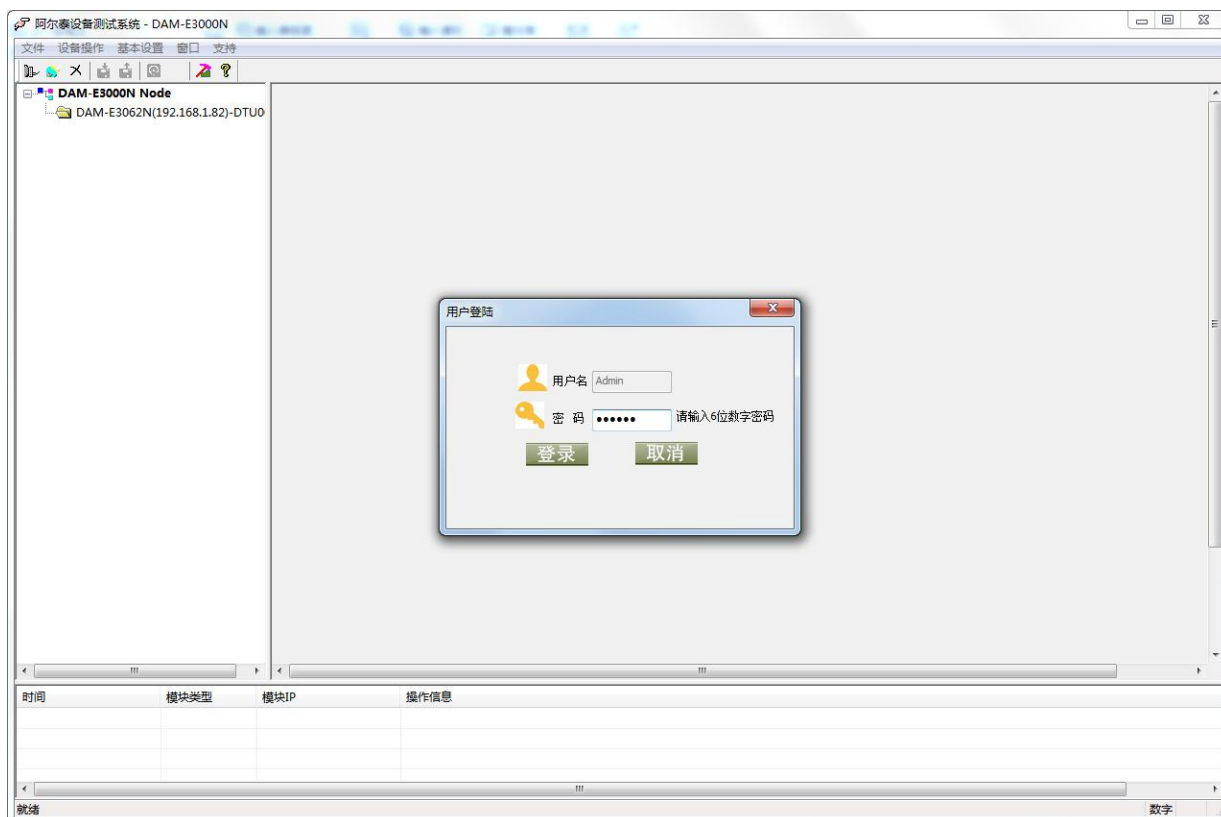 阿尔泰设备测试系统 - DAM-E3000N
文件 设备操作 基本设置 窗口 支持
DAM-E3000N Node
DAM-E3062N(192.168.1.82)-DTU0
用户登陆
用户名 Admin
密 码 •••••• 请输入6位数字密码
登录 取消
时间 模块类型 模块IP 操作信息
就绪 数字